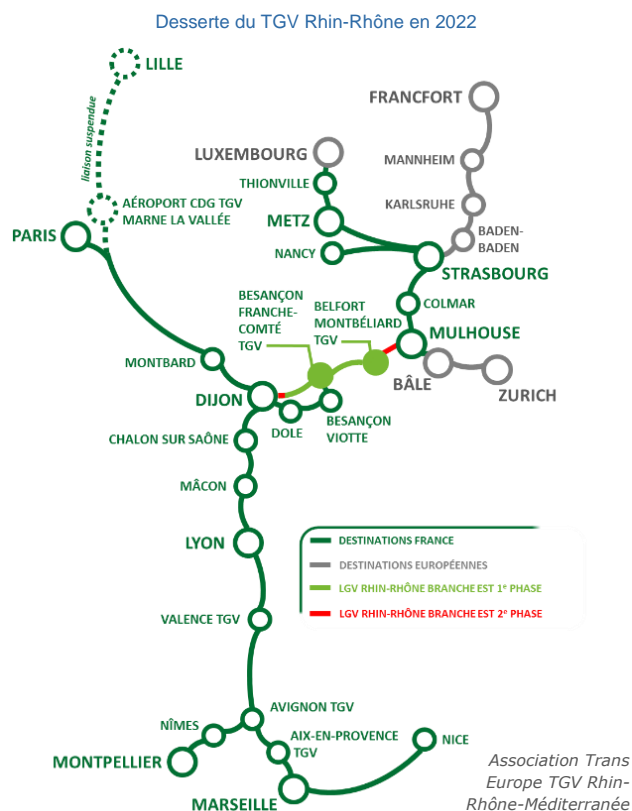 Desserte du TGV Rhin-Rhône en 2022
LILLE
liaison suspendue
AÉROPORT CDG TGV
MARNE LA VALLÉE
PARIS
FRANCFORT
LUXEMBOURG
MANNHEIM
THIONVILLE
KARLSRUHE
METZ
BADEN-
BADEN
NANCY
STRASBOURG
BESANÇON
FRANCHE-
COMTÉ
TGV
BELFORT
MONTBÉLIARD
TGV
COLMAR
MULHOUSE
MONTBARD
BÂLE
ZURICH
DIJON
DOLE
BESANÇON
VIOTTE
CHALON SUR SAÔNE
MÂCON
LYON
DESTINATIONS FRANCE
DESTINATIONS EUROPÉENNES
LGV RHIN-RHÔNE BRANCHE EST 1e PHASE
LGV RHIN-RHÔNE BRANCHE EST 2e PHASE
VALENCE TGV
AVIGNON TGV
NÎMES
AIX-EN-PROVENCE
TGV
NICE
MONTPELLIER
MARSEILLE
Association Trans
Europe TGV Rhin-
Rhône-Méditerranée